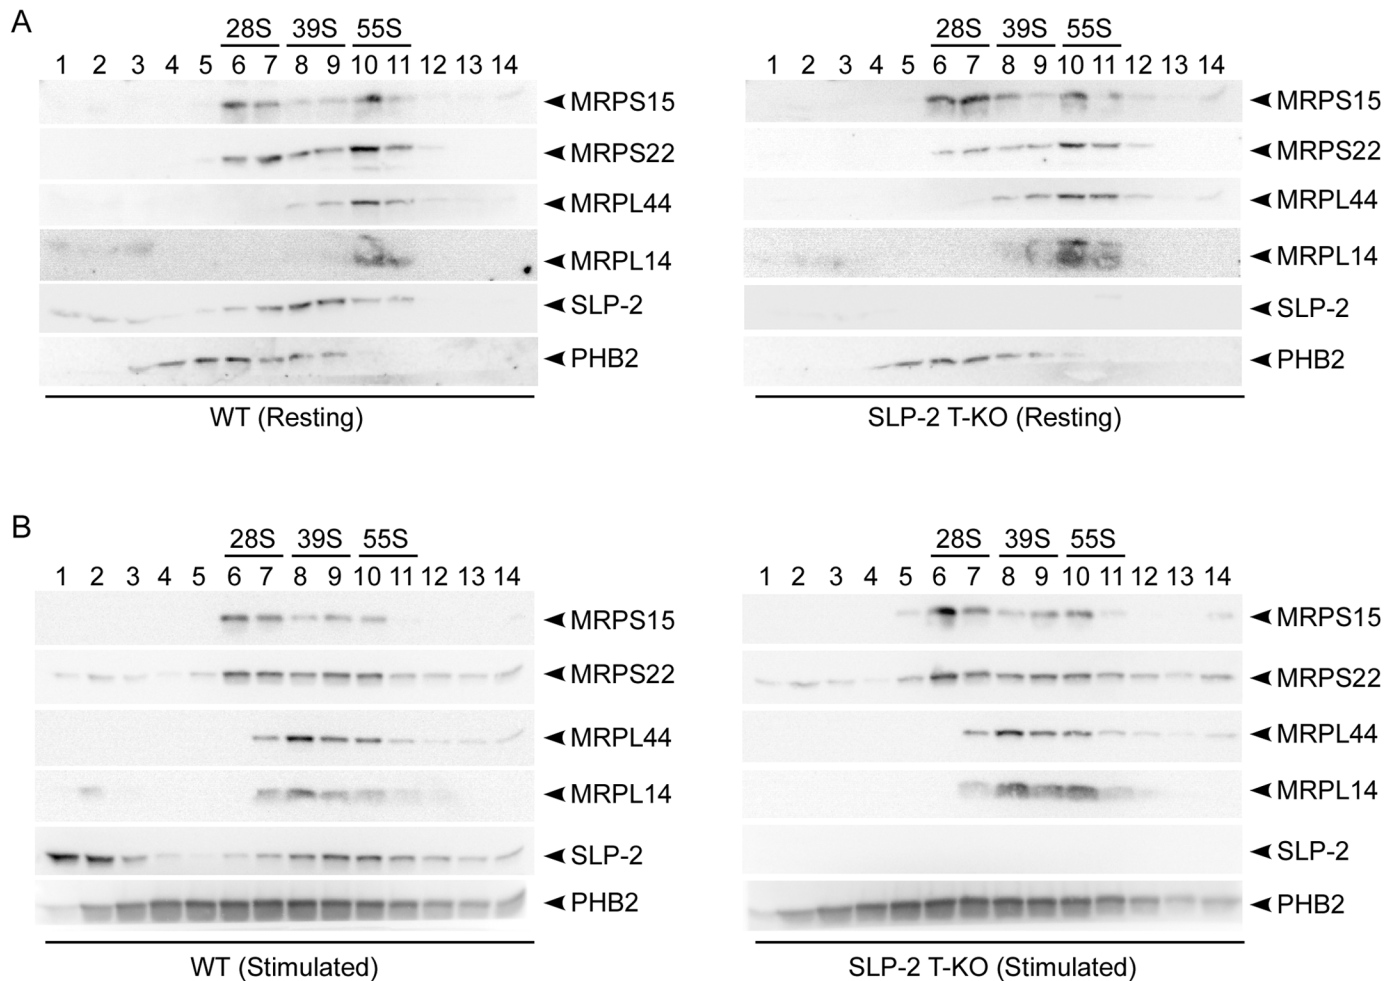 A
28S 39S 55S
1 2 3 4 5 6 7 8 9 10 11 12 13 14
MRPS15
MRPS22
MRPL44
MRPL14
SLP-2
PHB2
WT (Resting)
28S 39S 55S
1 2 3 4 5 6 7 8 9 10 11 12 13 14
MRPS15
MRPS22
MRPL44
MRPL14
SLP-2
PHB2
SLP-2 T-KO (Resting)
B
28S 39S 55S
1 2 3 4 5 6 7 8 9 10 11 12 13 14
MRPS15
MRPS22
MRPL44
MRPL14
SLP-2
PHB2
WT (Stimulated)
28S 39S 55S
1 2 3 4 5 6 7 8 9 10 11 12 13 14
MRPS15
MRPS22
MRPL44
MRPL14
SLP-2
PHB2
SLP-2 T-KO (Stimulated)